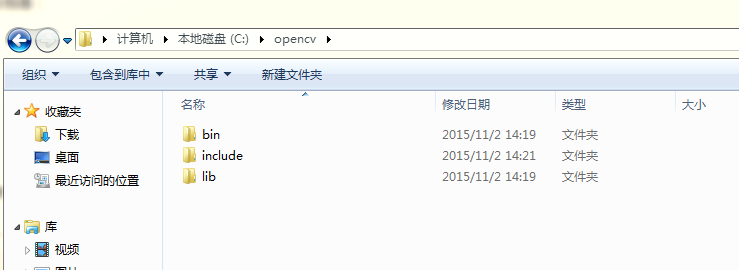 计算机 本地磁盘 (C:) opencv
组织 包含到库中 共享 新建文件夹
收藏夹 名称 修改日期 类型 大小
下载 bin 2015/11/2 14:19 文件夹
桌面 include 2015/11/2 14:21 文件夹
最近访问的位置 lib 2015/11/2 14:19 文件夹
库
视频